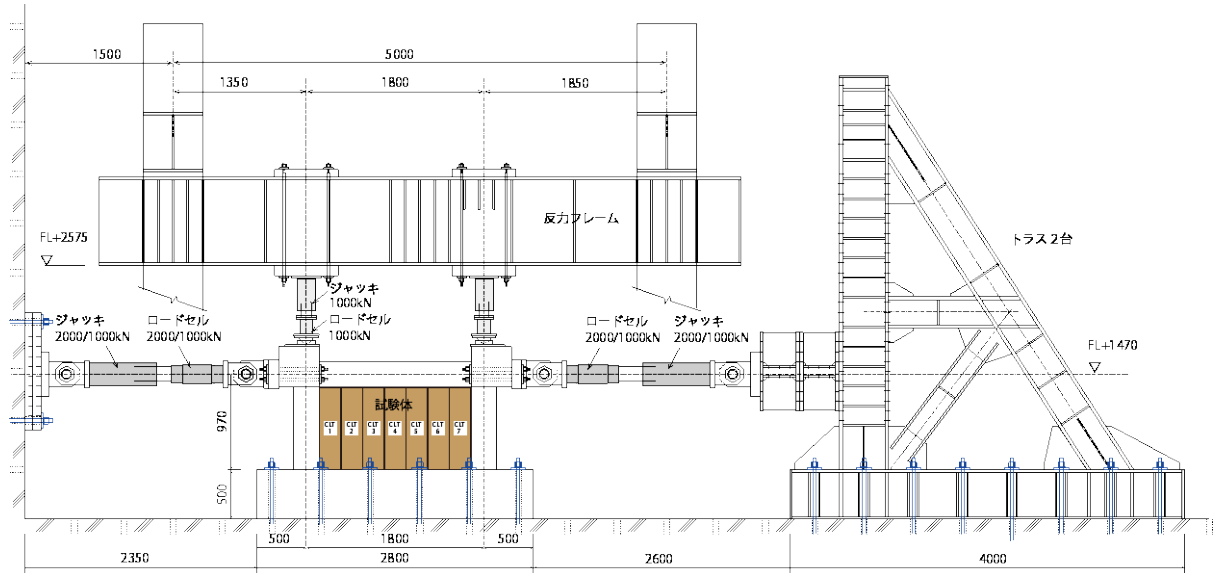 1500
5000
1350
1800
1850
反力フレーム
トラス2台
FL+2575
ジャッキ
1000kN
ロードセル
1000kN
ジャッキ
2000/1000kN
ロードセル
2000/1000kN
ロードセル
2000/1000kN
ジャッキ
2000/1000kN
FL+1470
試験体
CLT
1
CLT
2
CLT
3
CLT
4
CLT
5
CLT
6
CLT
7
970
500
500
1800
500
2350
2800
2600
4000